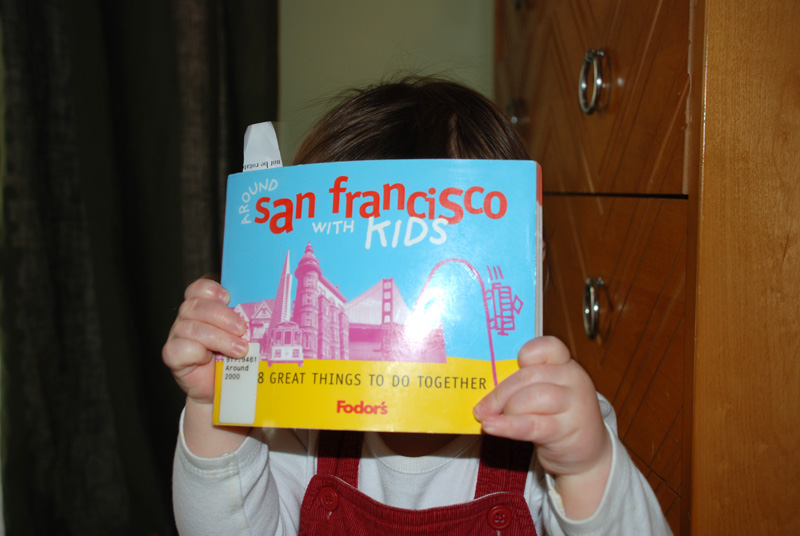 AROUND
san francisco
WITH KIDS
Around
2000
8 GREAT THINGS TO DO TOGETHER
Fodor's